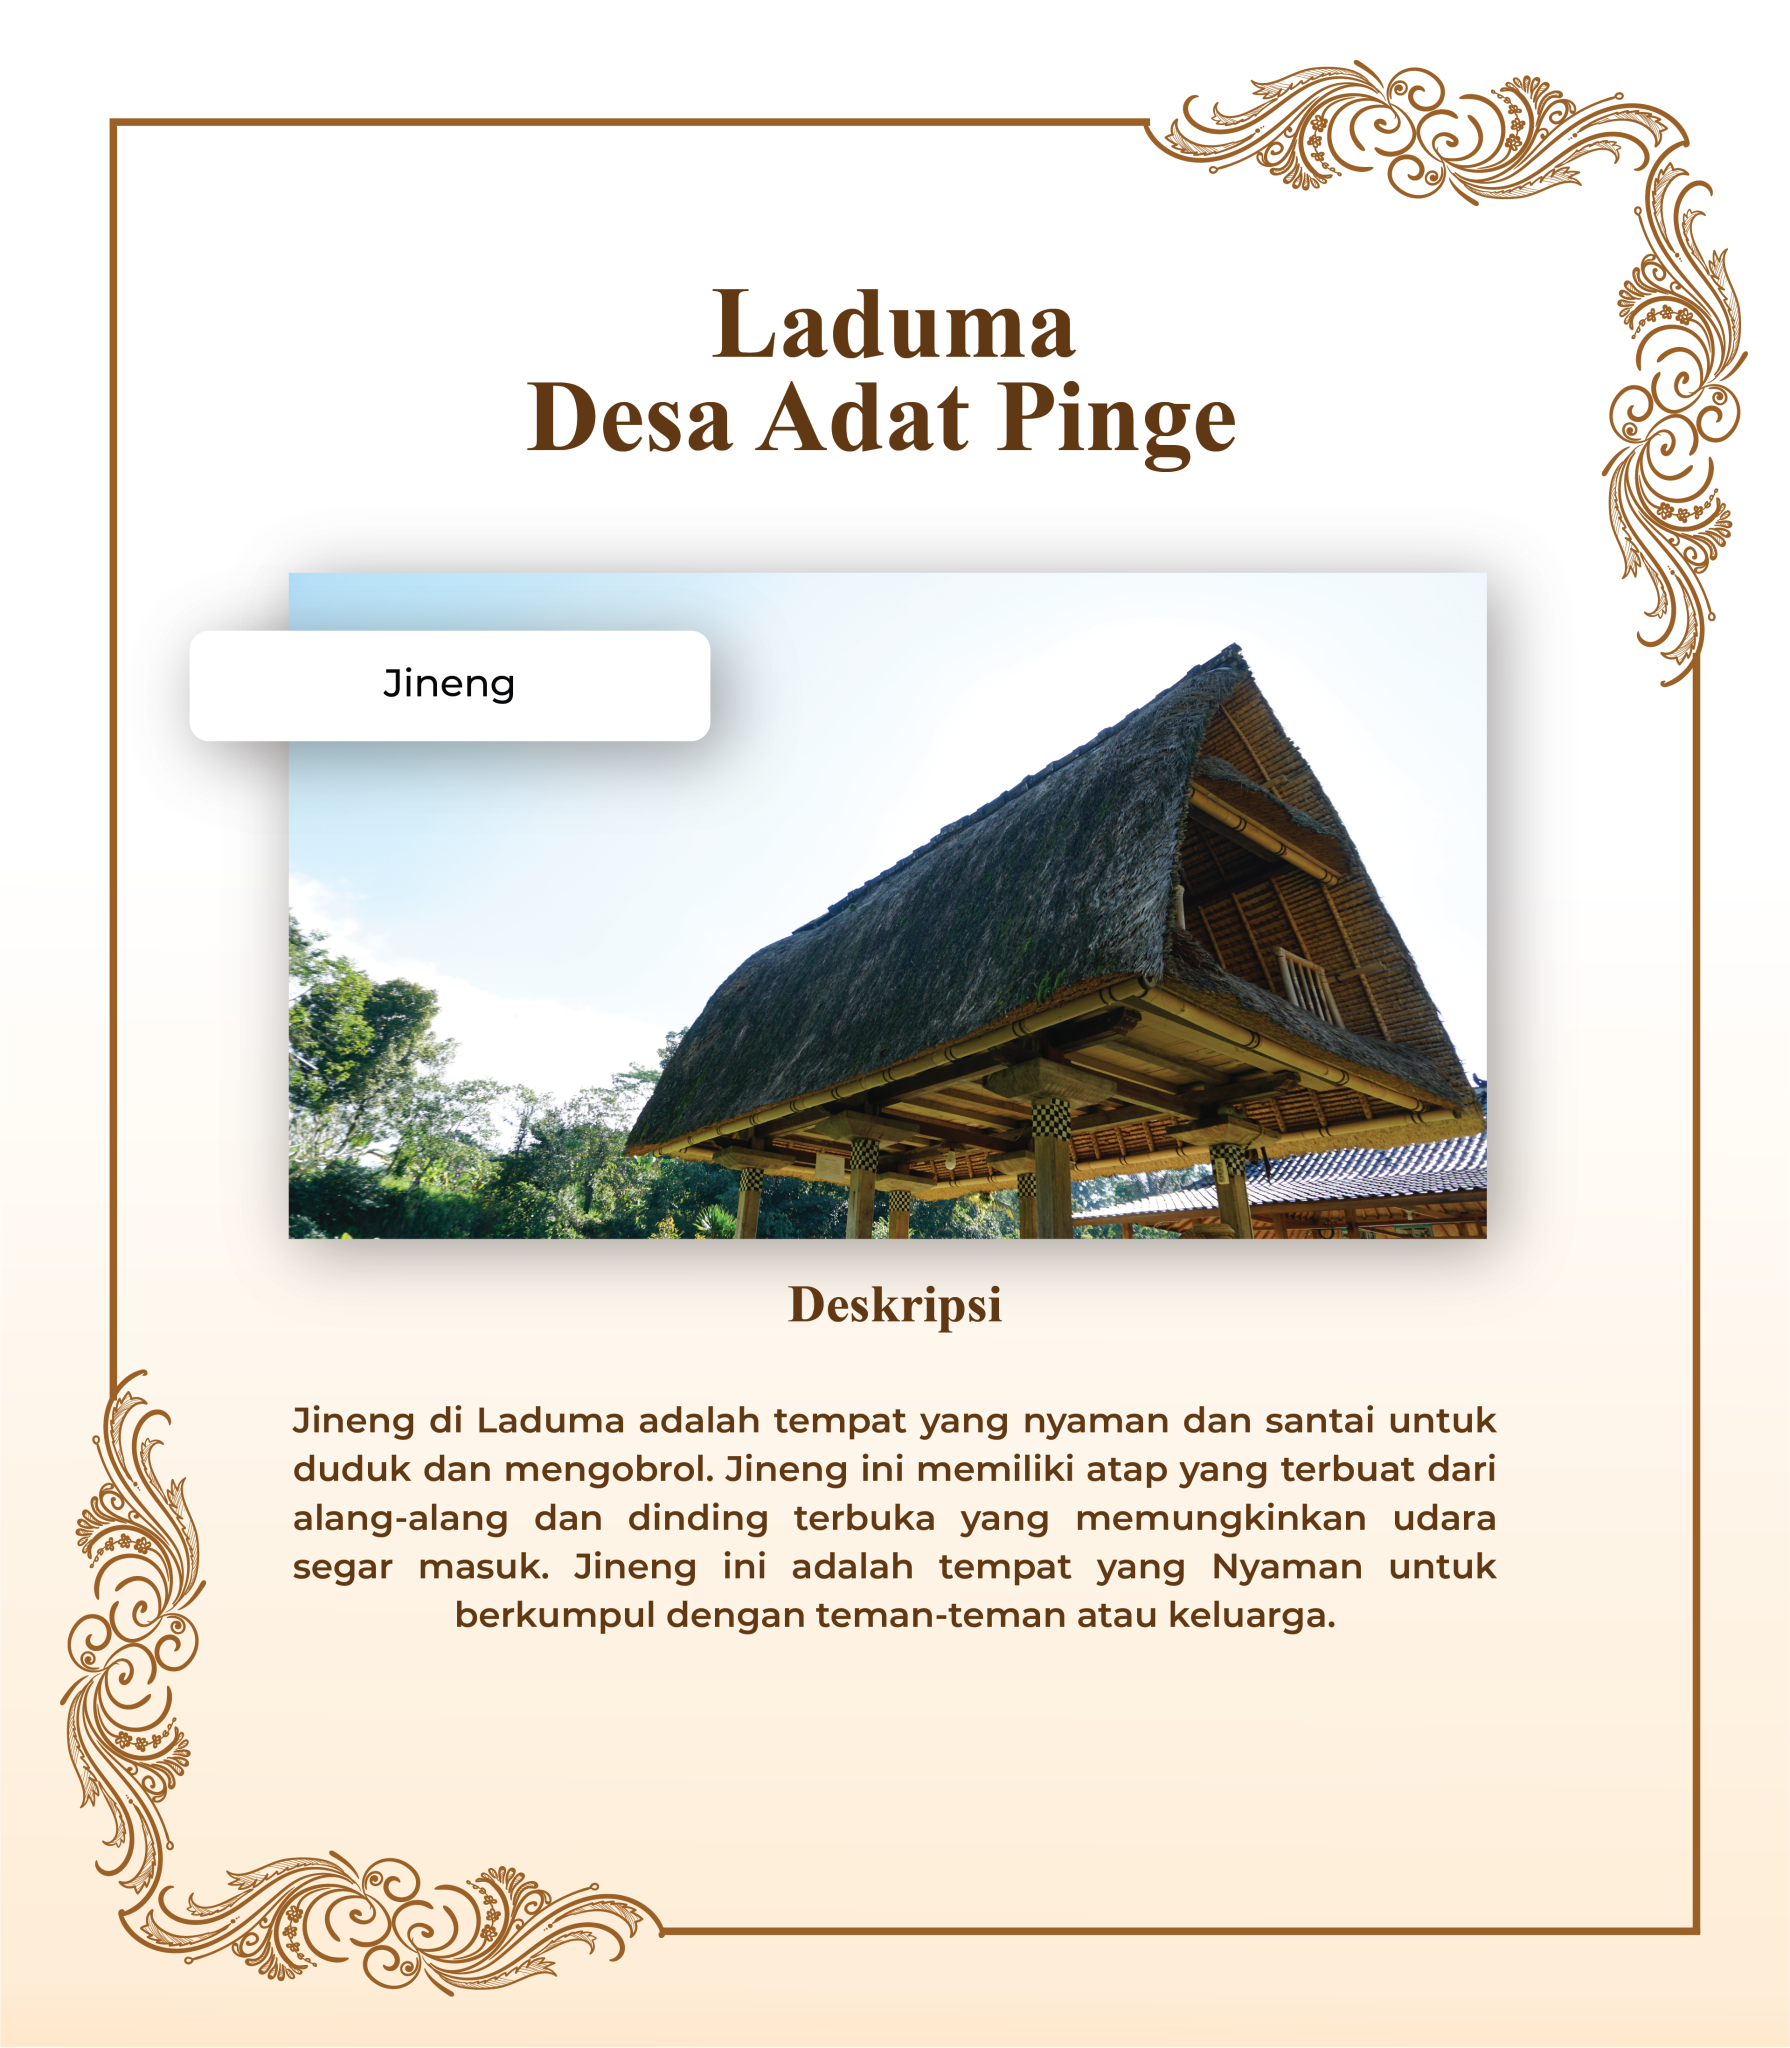 Laduma
Desa Adat Pinge
Jineng
Deskripsi
Jineng di Laduma adalah tempat yang nyaman dan santai untuk
duduk dan mengobrol. Jineng ini memiliki atap yang terbuat dari
alang-alang dan dinding terbuka yang memungkinkan udara
segar masuk. Jineng ini adalah tempat yang Nyaman untuk
berkumpul dengan teman-teman atau keluarga.